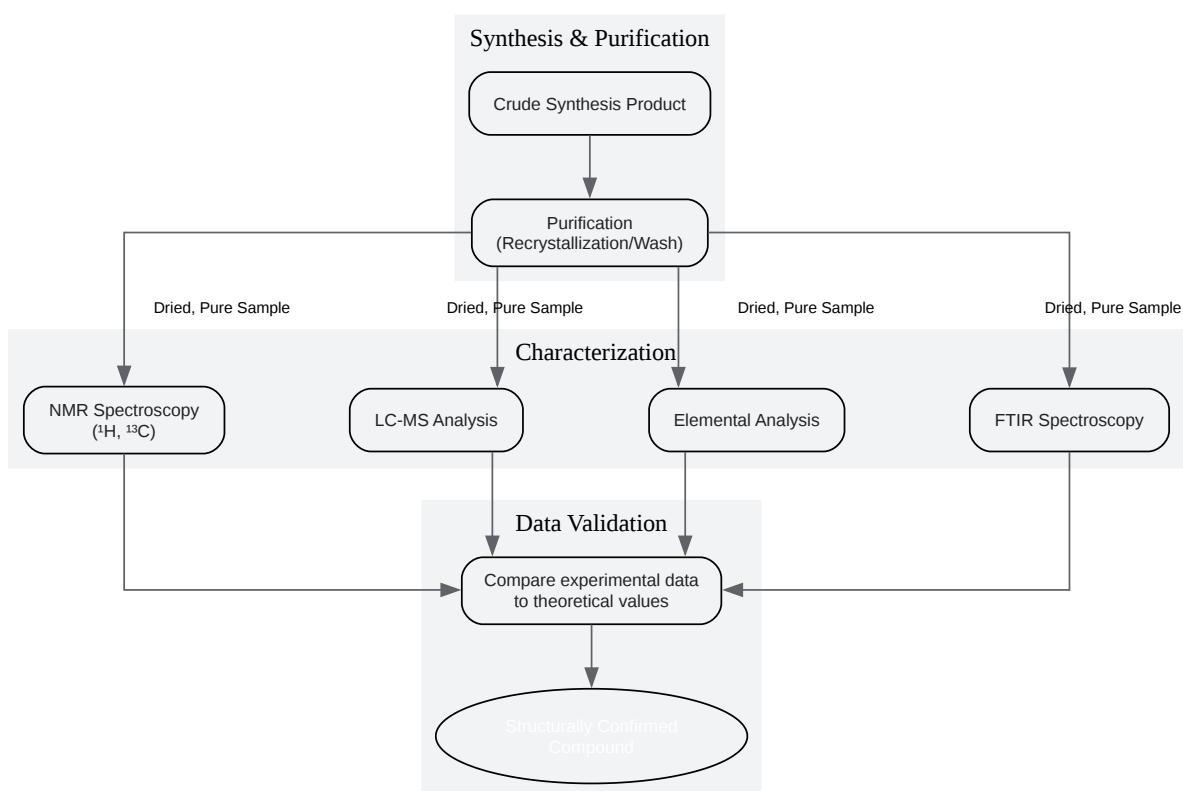 Synthesis & Purification
Crude Synthesis Product
Purification
(Recrystallization/Wash)
Dried, Pure Sample
Dried, Pure Sample
Dried, Pure Sample
Dried, Pure Sample
Characterization
NMR Spectroscopy
(¹H, ¹³C)
LC-MS Analysis
Elemental Analysis
FTIR Spectroscopy
Data Validation
Compare experimental data
to theoretical values
Structurally Confirmed
Compound